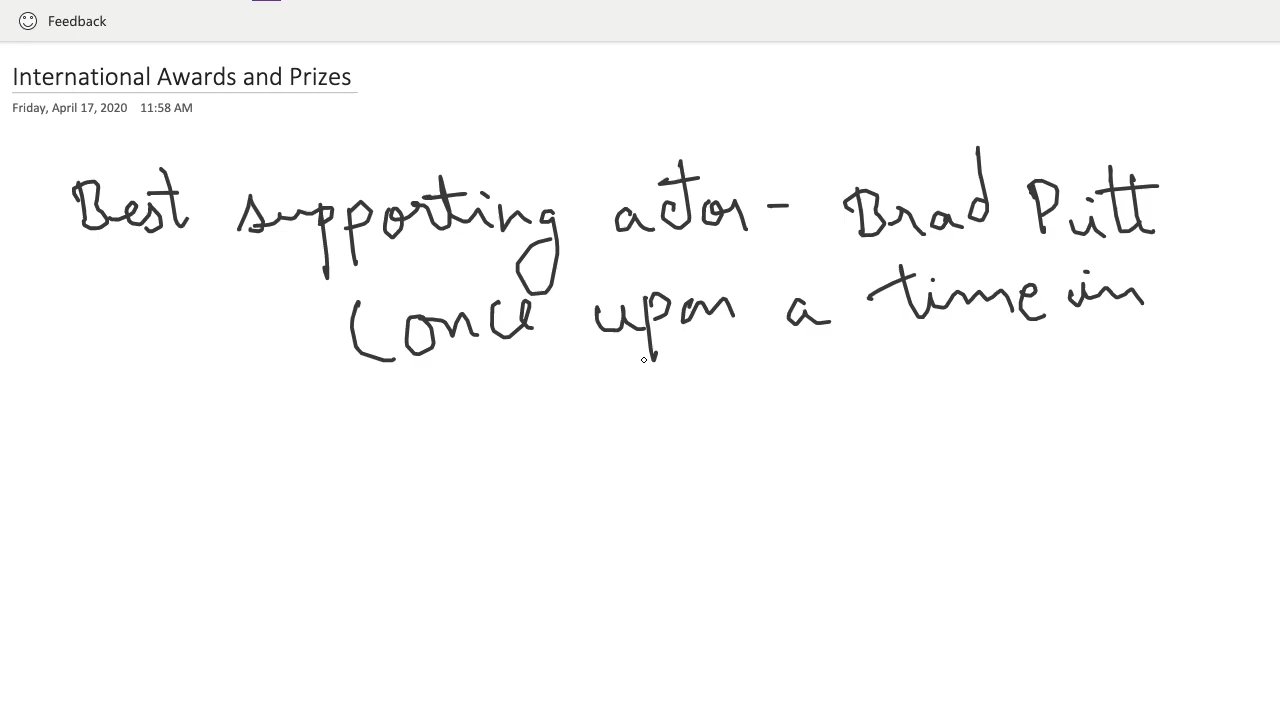 Feedback
International Awards and Prizes
Friday, April 17, 2020 11:58 AM
Best supporting actor - Brad Pitt
(once upon a time in